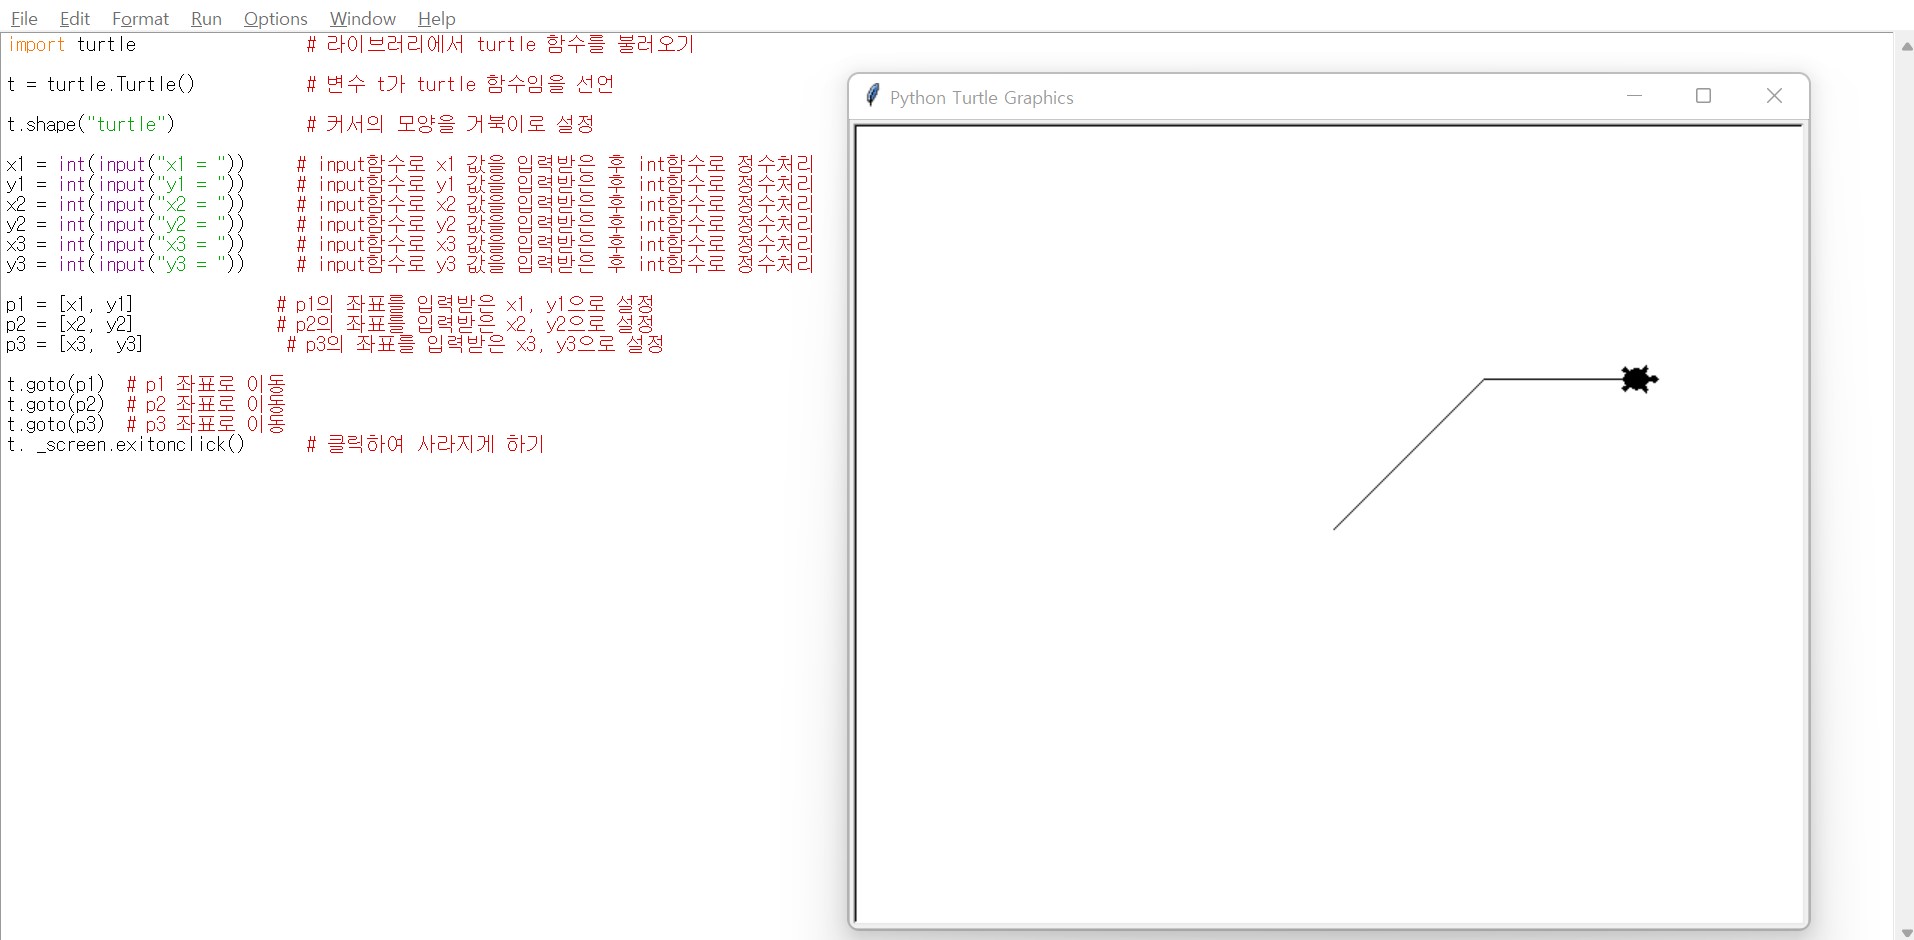 File Edit Format Run Options Window Help
import turtle # 라이브러리에서 turtle 함수를 불러오기
t = turtle.Turtle() # 변수 t가 turtle 함수임을 선언
t.shape("turtle") # 커서의 모양을 거북이로 설정
x1 = int(input("x1 = ")) # input함수로 x1 값을 입력받은 후 int함수로 정수처리
y1 = int(input("y1 = ")) # input함수로 y1 값을 입력받은 후 int함수로 정수처리
x2 = int(input("x2 = ")) # input함수로 x2 값을 입력받은 후 int함수로 정수처리
y2 = int(input("y2 = ")) # input함수로 y2 값을 입력받은 후 int함수로 정수처리
x3 = int(input("x3 = ")) # input함수로 x3 값을 입력받은 후 int함수로 정수처리
y3 = int(input("y3 = ")) # input함수로 y3 값을 입력받은 후 int함수로 정수처리
p1 = [x1, y1] # p1의 좌표를 입력받은 x1, y1으로 설정
p2 = [x2, y2] # p2의 좌표를 입력받은 x2, y2으로 설정
p3 = [x3,  y3] # p3의 좌표를 입력받은 x3, y3으로 설정
t.goto(p1) # p1 좌표로 이동
t.goto(p2) # p2 좌표로 이동
t.goto(p3) # p3 좌표로 이동
t. _screen.exitonclick() # 클릭하여 사라지게 하기
Python Turtle Graphics